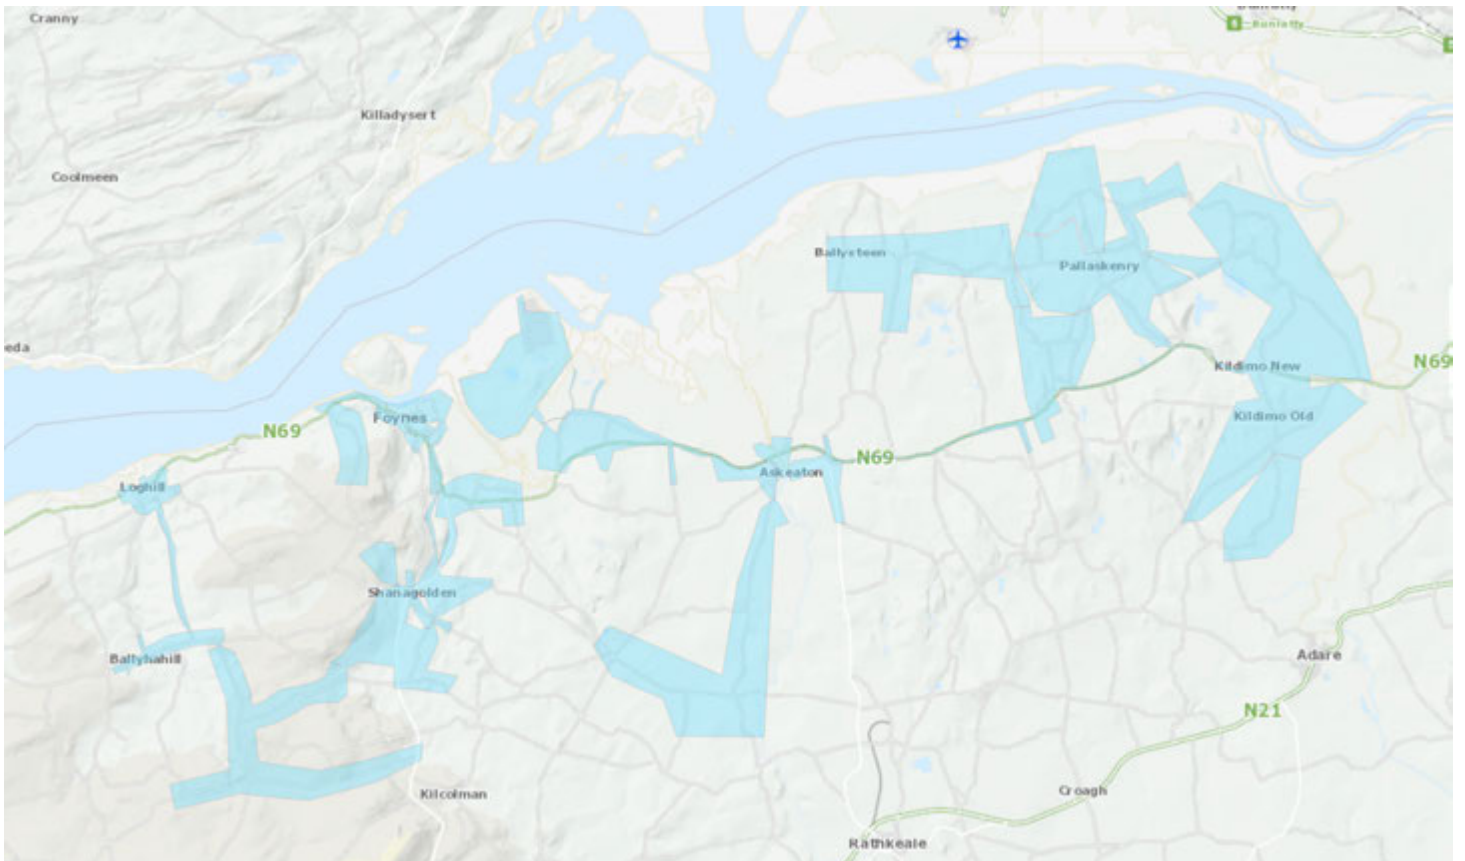 Cranny
Bunratty
Killadysert
Coolmeen
Ballysteen
Pallaskenry
eda
N69
Kildimo New
Foynes
Kildimo Old
N69
N69
Askeaton
Loghill
Shanagolden
Ballyhahill
Adare
N21
Kilcolman
Croagh
Rathkeale